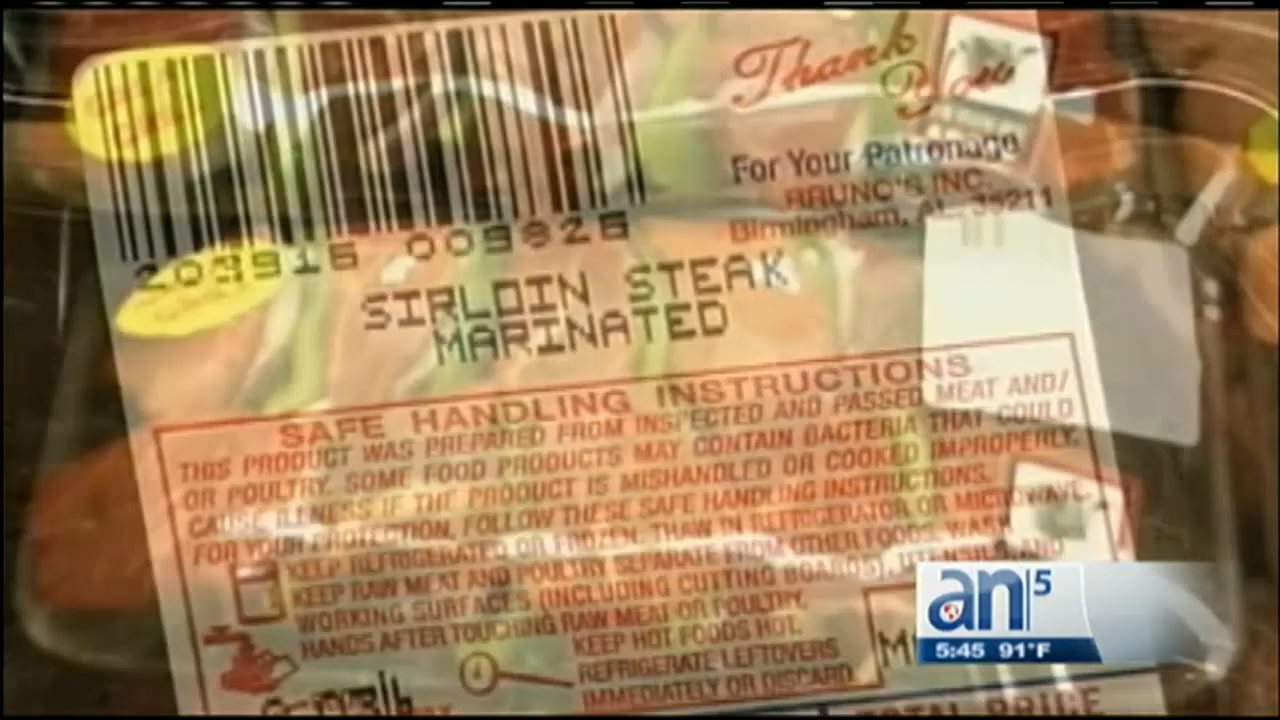 Thank You
For Your Patronage
BRUNO'S INC.
Birmingham, AL. 35211
203916 009826
SIRLOIN STEAK
MARINATED
SAFE HANDLING INSTRUCTIONS
THIS PRODUCT WAS PREPARED FROM INSPECTED AND PASSED MEAT AND/
OR POULTRY. SOME FOOD PRODUCTS MAY CONTAIN BACTERIA THAT COULD
CAUSE ILLNESS IF THE PRODUCT IS MISHANDLED OR COOKED IMPROPERLY.
FOR YOUR PROTECTION, FOLLOW THESE SAFE HANDLING INSTRUCTIONS.
KEEP REFRIGERATED OR FROZEN. THAW IN REFRIGERATOR OR MICROWAVE.
KEEP RAW MEAT AND POULTRY SEPARATE FROM OTHER FOODS. WASH
WORKING SURFACES (INCLUDING CUTTING BOARDS), UTENSILS, AND
HANDS AFTER TOUCHING RAW MEAT OR POULTRY.
KEEP HOT FOODS HOT.
REFRIGERATE LEFTOVERS
IMMEDIATELY OR DISCARD.
TOTAL PRICE
an 5
5:45 91°F